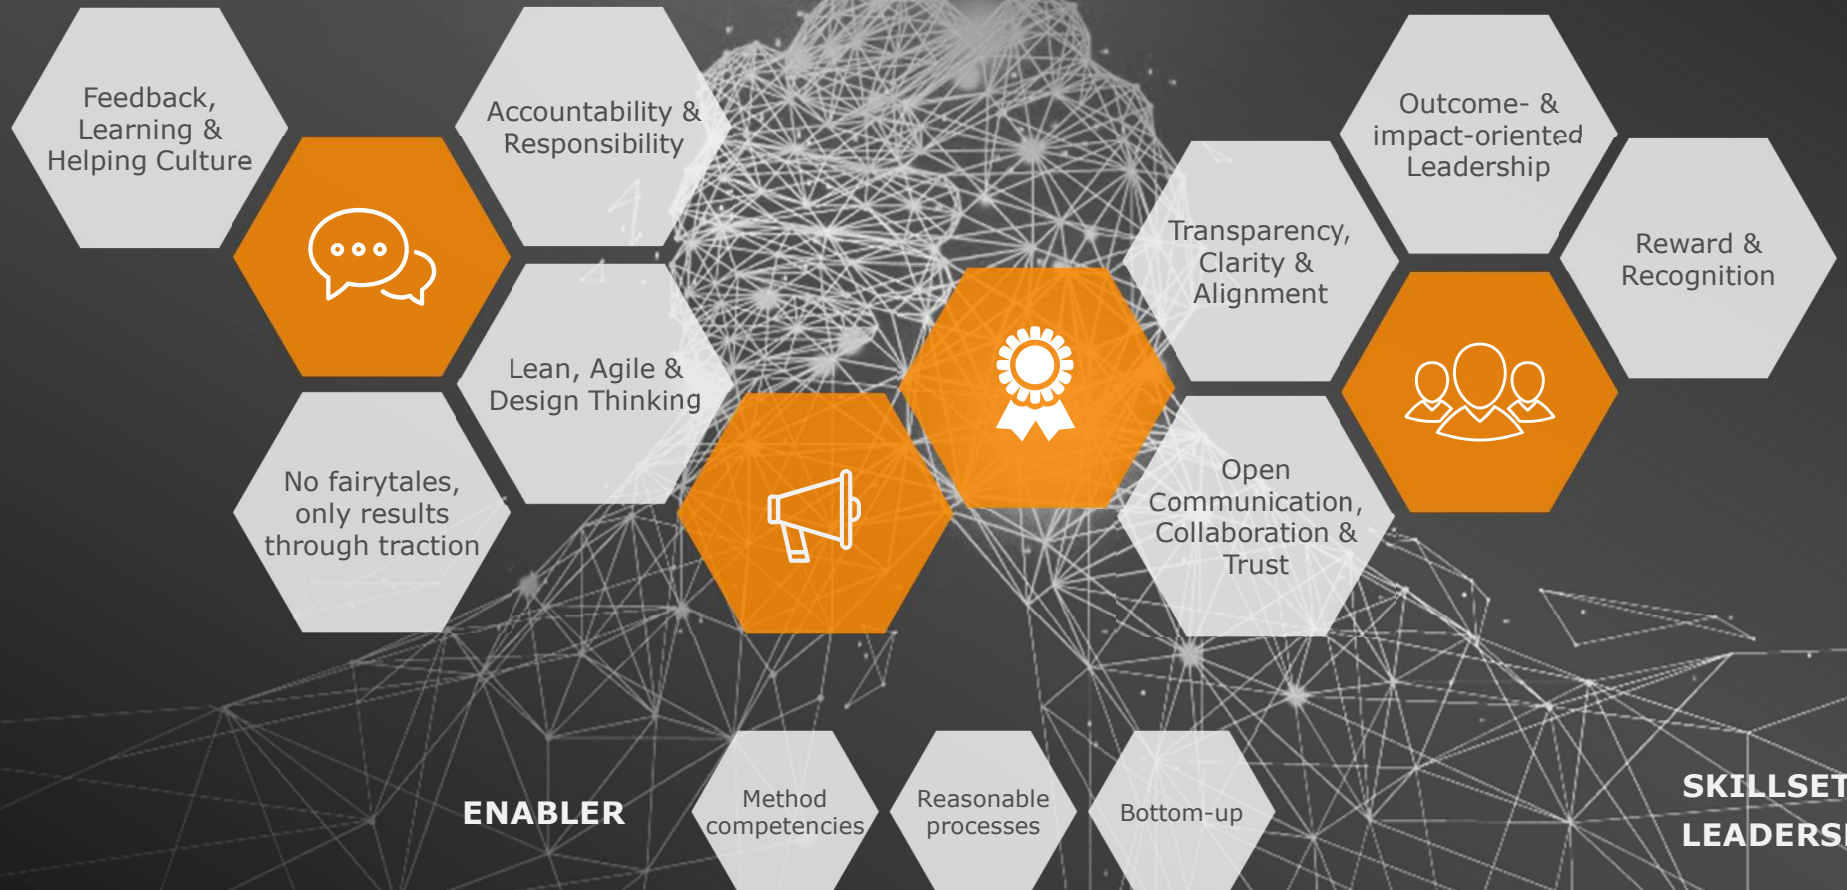 Feedback,
Learning &
Helping Culture
Accountability &
Responsibility
Lean, Agile &
Design Thinking
No fairytales,
only results
through traction
Outcome- &
impact-oriented
Leadership
Transparency,
Clarity &
Alignment
Reward &
Recognition
Open
Communication,
Collaboration &
Trust
ENABLER
Method
competencies
Reasonable
processes
Bottom-up
SKILLSET